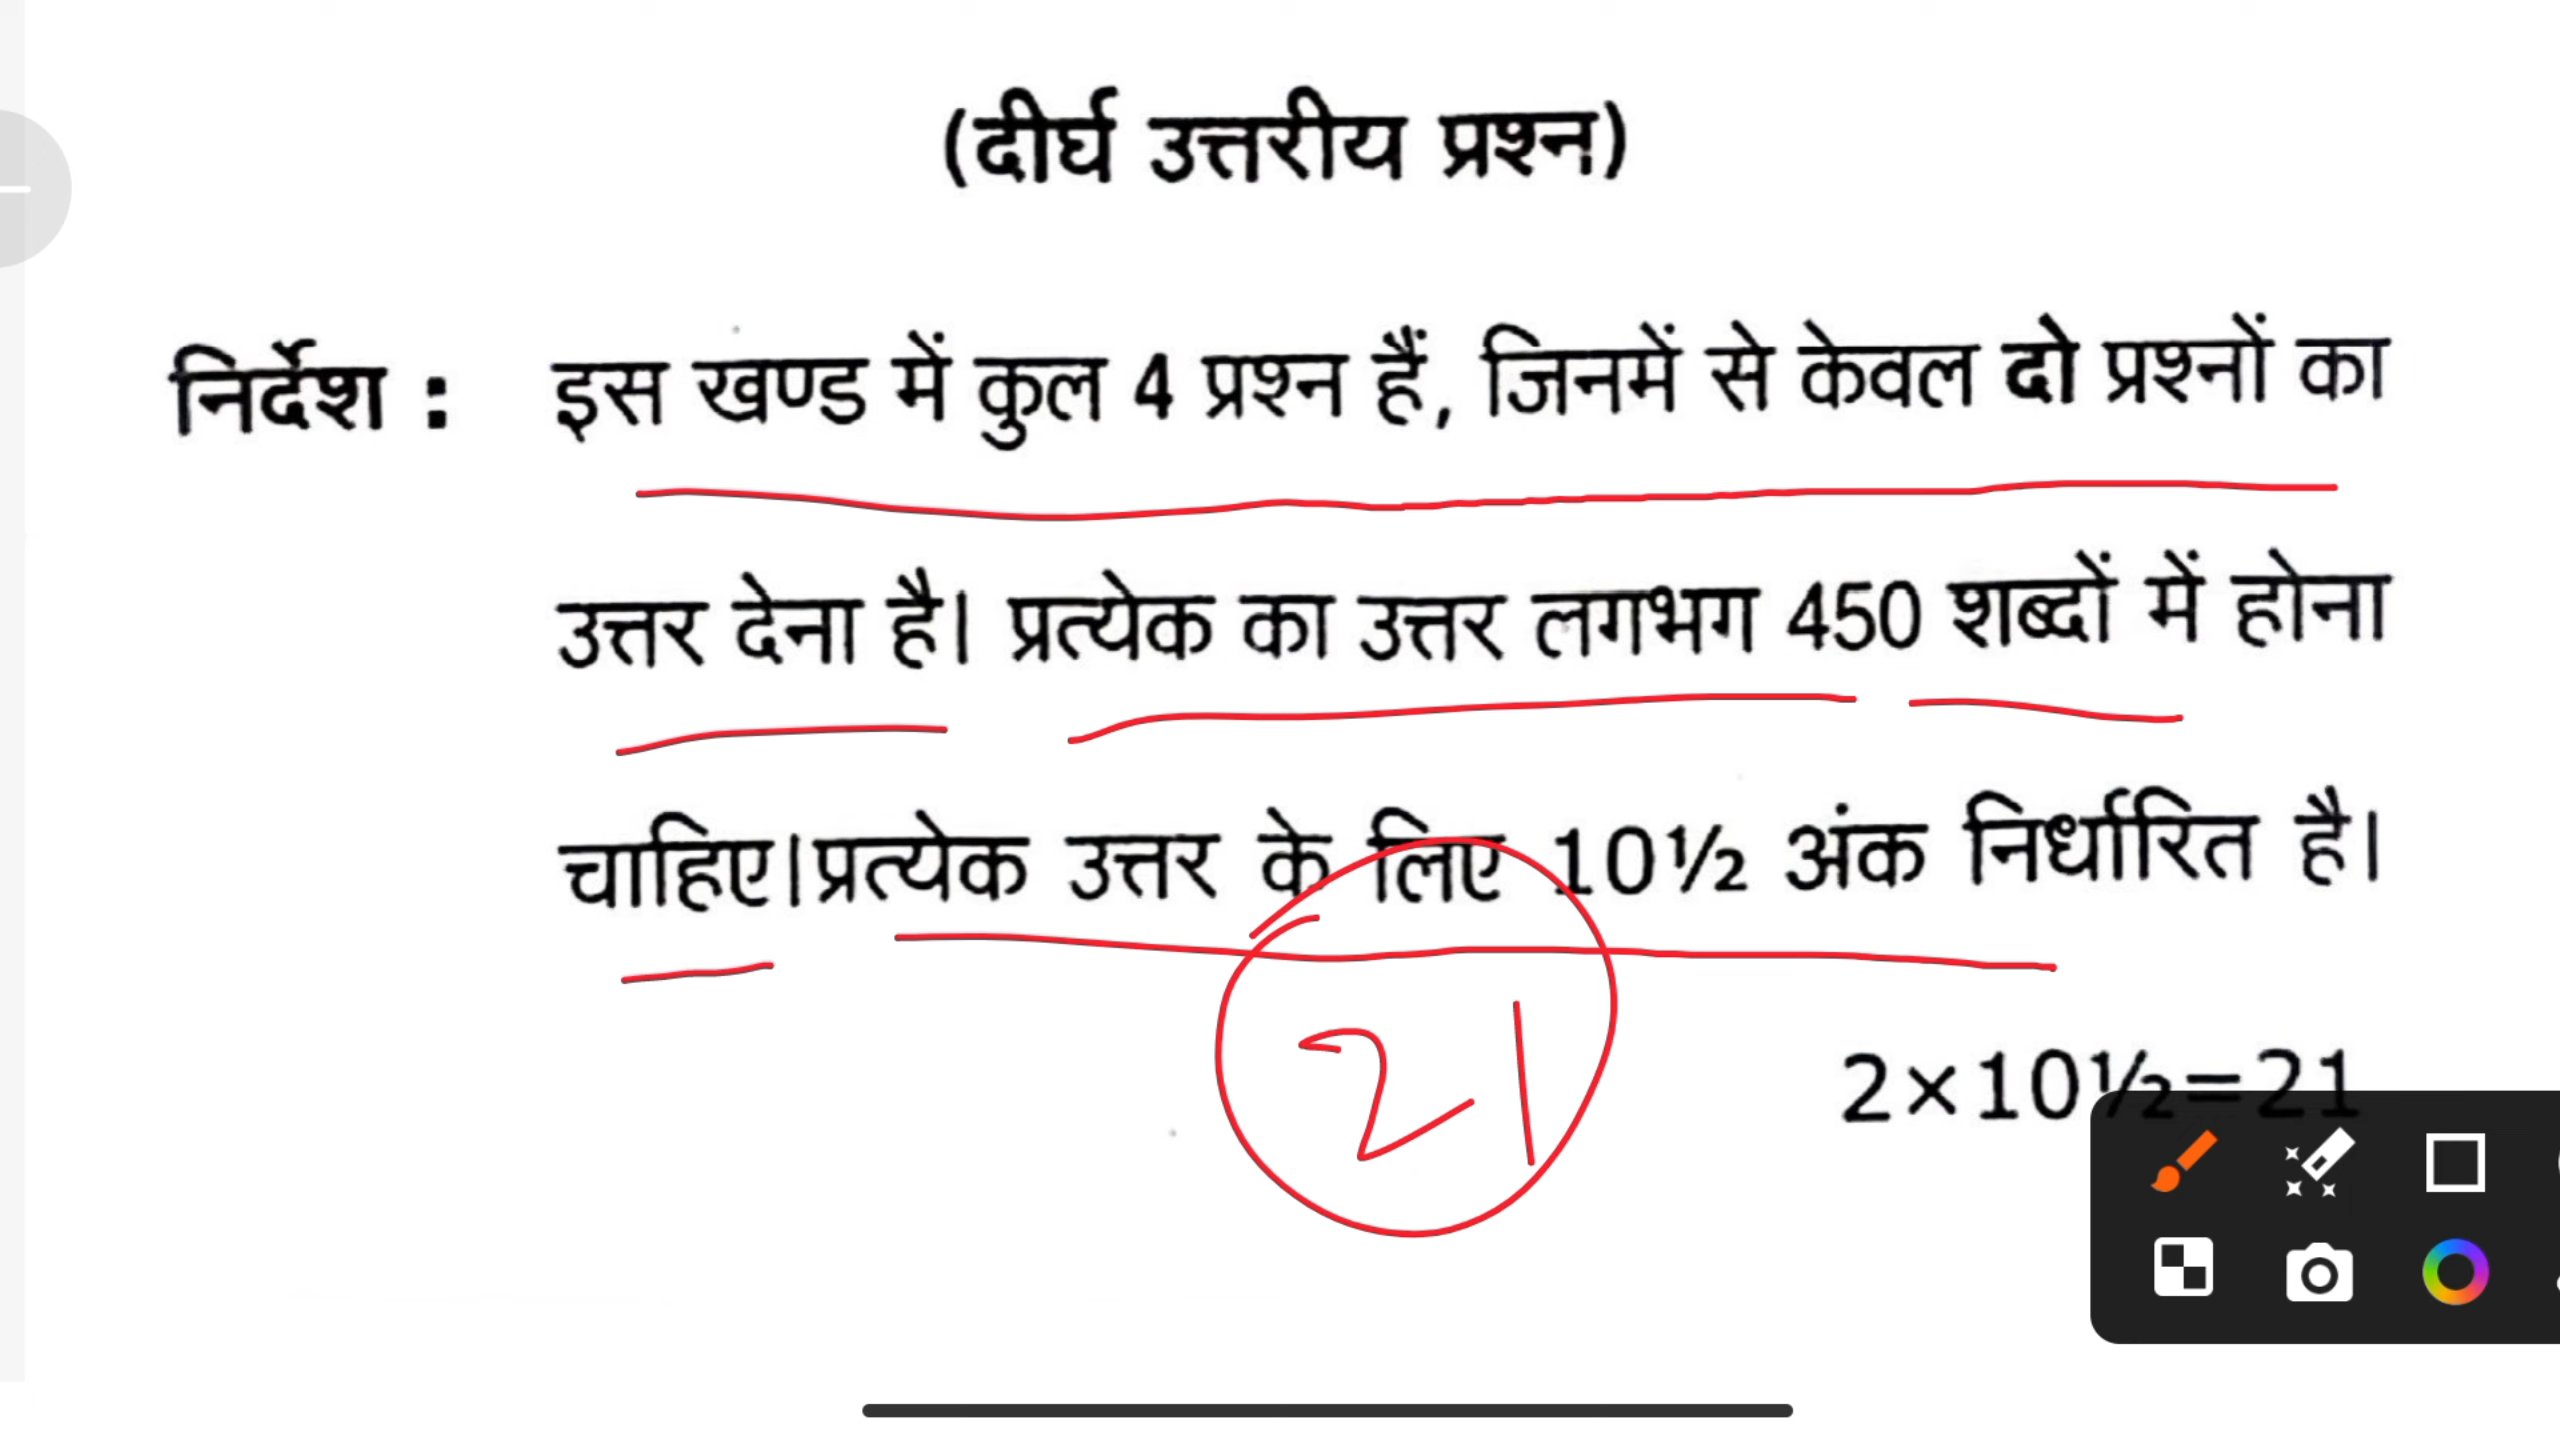 (दीर्घ उत्तरीय प्रश्न)
निर्देश : इस खण्ड में कुल 4 प्रश्न हैं, जिनमें से केवल दो प्रश्नों का
उत्तर देना है। प्रत्येक का उत्तर लगभग 450 शब्दों में होना
चाहिए।प्रत्येक उत्तर के लिए 10½ अंक निर्धारित है।
21
2×10½=21